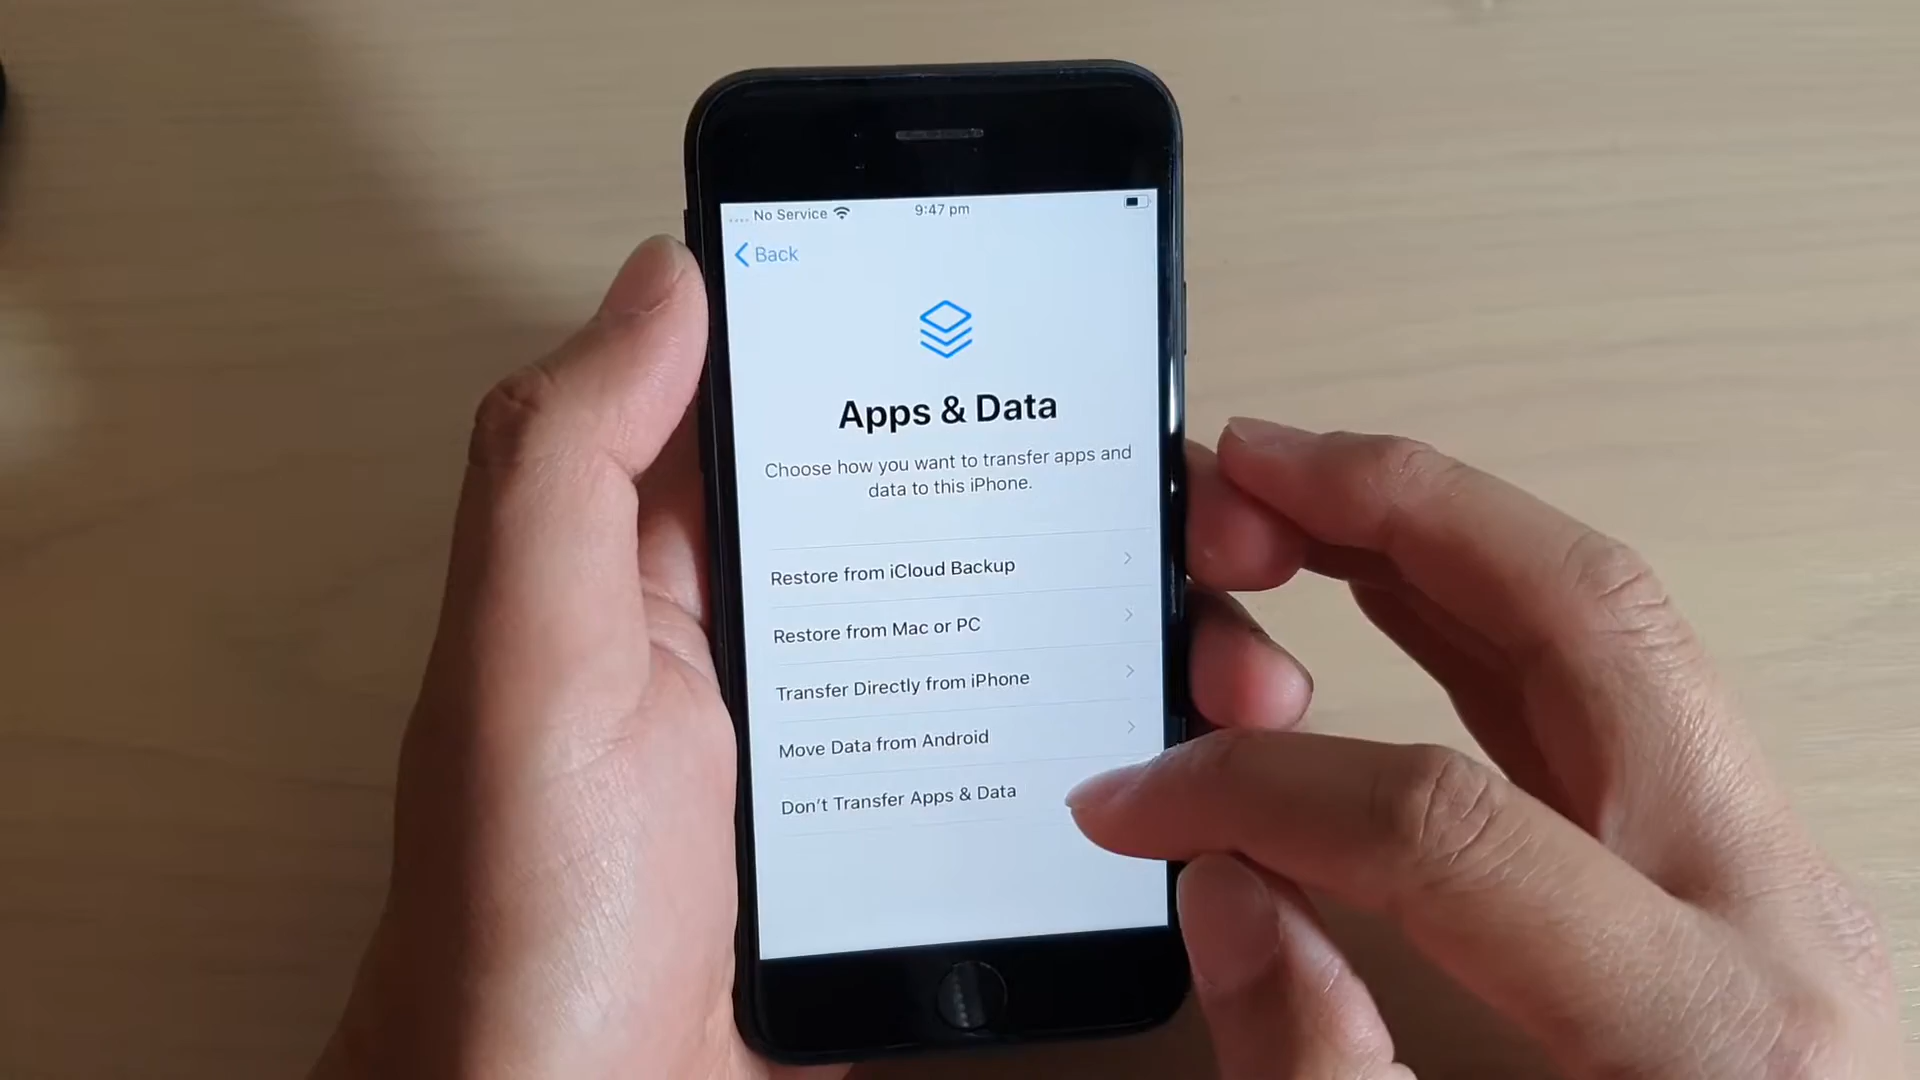 No Service
9:47 pm
Back
Apps & Data
Choose how you want to transfer apps and
data to this iPhone.
Restore from iCloud Backup
Restore from Mac or PC
Transfer Directly from iPhone
Move Data from Android
Don’t Transfer Apps & Data